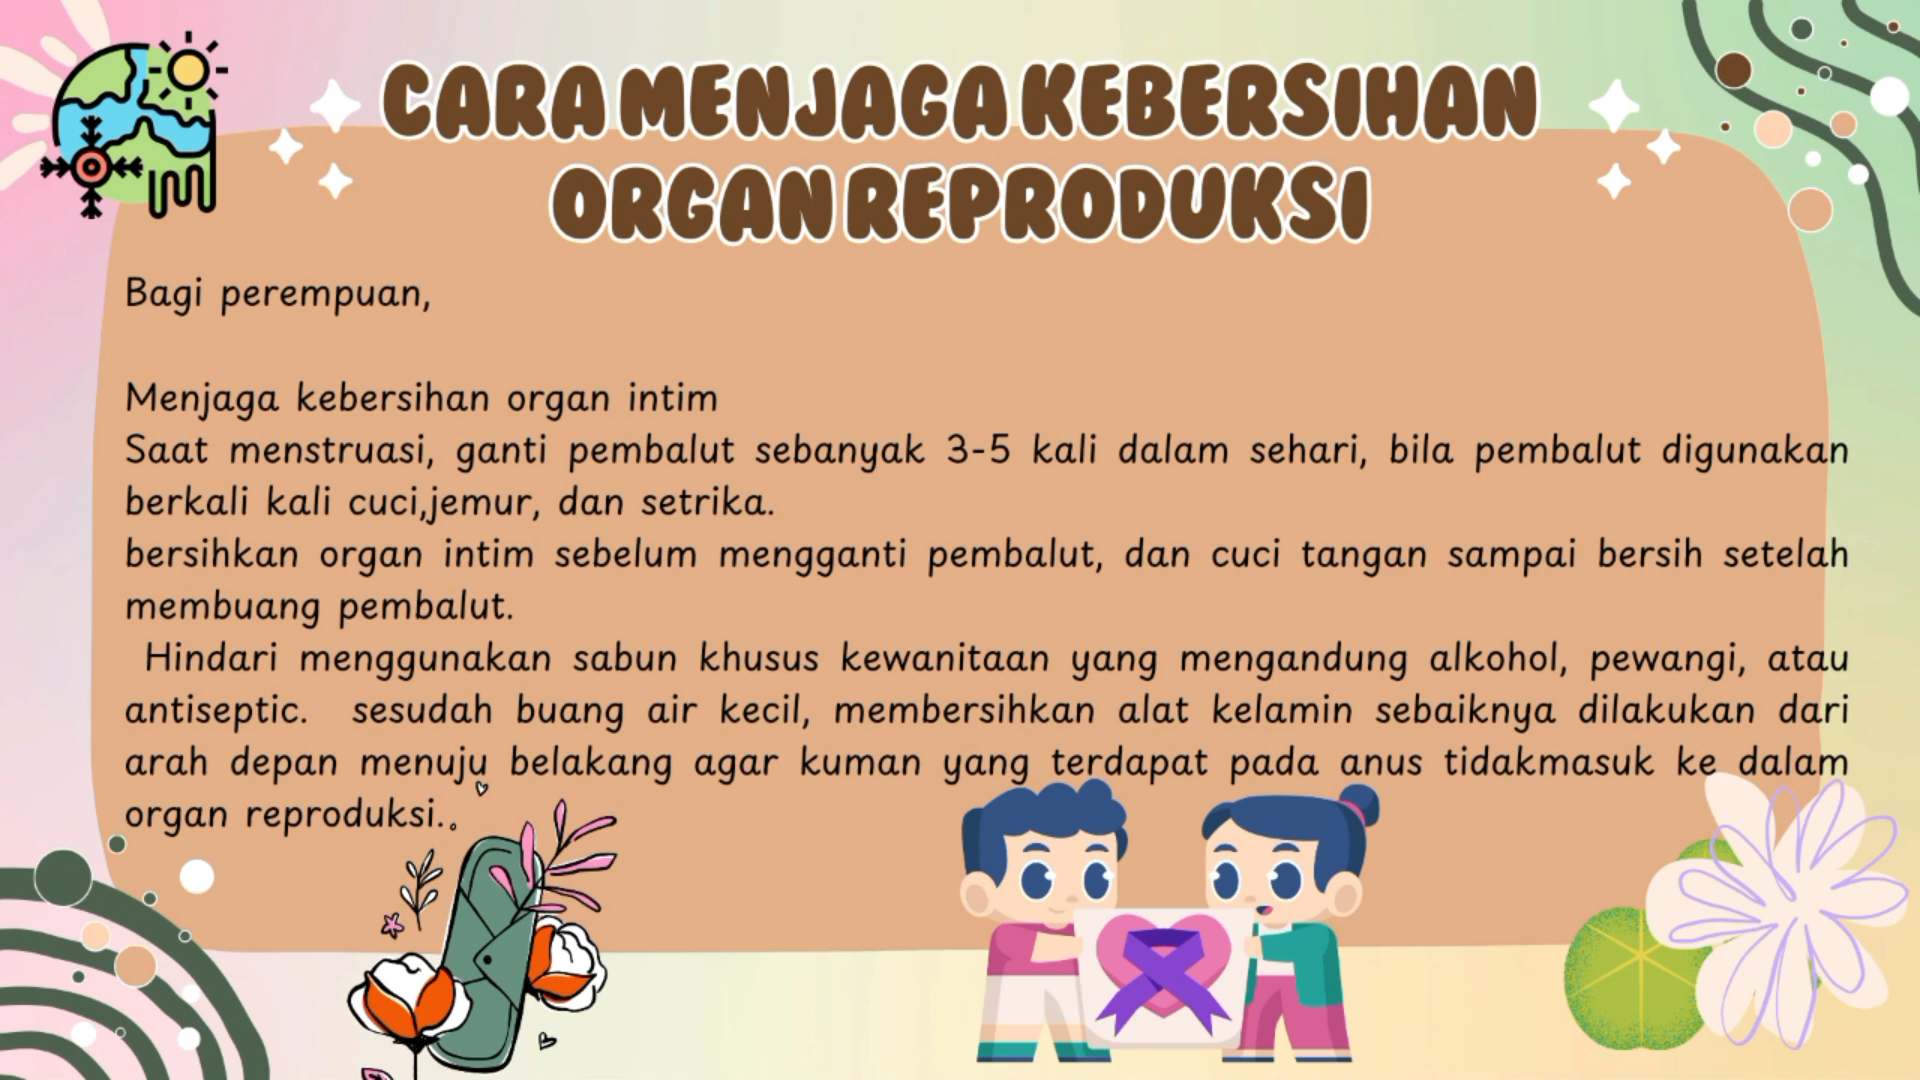 CARA MENJAGA KEBERSIHAN
ORGAN REPRODUKSI
Bagi perempuan,
Menjaga kebersihan organ intim
Saat menstruasi, ganti pembalut sebanyak 3-5 kali dalam sehari, bila pembalut digunakan
berkali kali cuci,jemur, dan setrika.
bersihkan organ intim sebelum mengganti pembalut, dan cuci tangan sampai bersih setelah
membuang pembalut.
Hindari menggunakan sabun khusus kewanitaan yang mengandung alkohol, pewangi, atau
antiseptic. sesudah buang air kecil, membersihkan alat kelamin sebaiknya dilakukan dari
arah depan menuju belakang agar kuman yang terdapat pada anus tidakmasuk ke dalam
organ reproduksi.